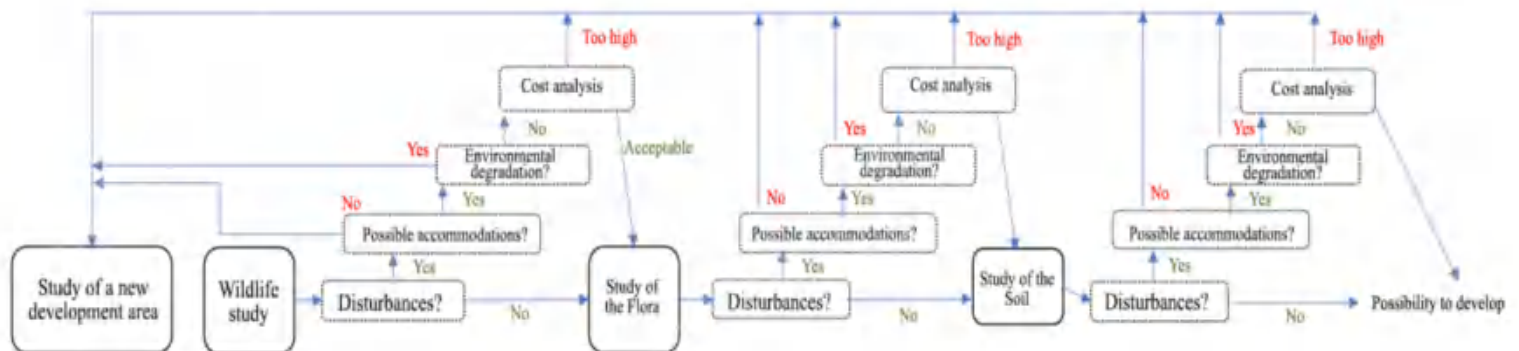 Too high
Too high
Too high
Cost analysis
Cost analysis
Cost analysis
No
Yes
No
Yes
No
Yes
Environmental
degradation?
Acceptable
Environmental
degradation?
Environmental
degradation?
No
Yes
No
Yes
No
Yes
Possible accommodations?
Possible accommodations?
Possible accommodations?
Yes
Yes
Yes
Study of a new
development area
Wildlife
study
Disturbances?
No
Study of
the Flora
Disturbances?
No
Study of the
Soil
Disturbances?
No
Possibility to develop